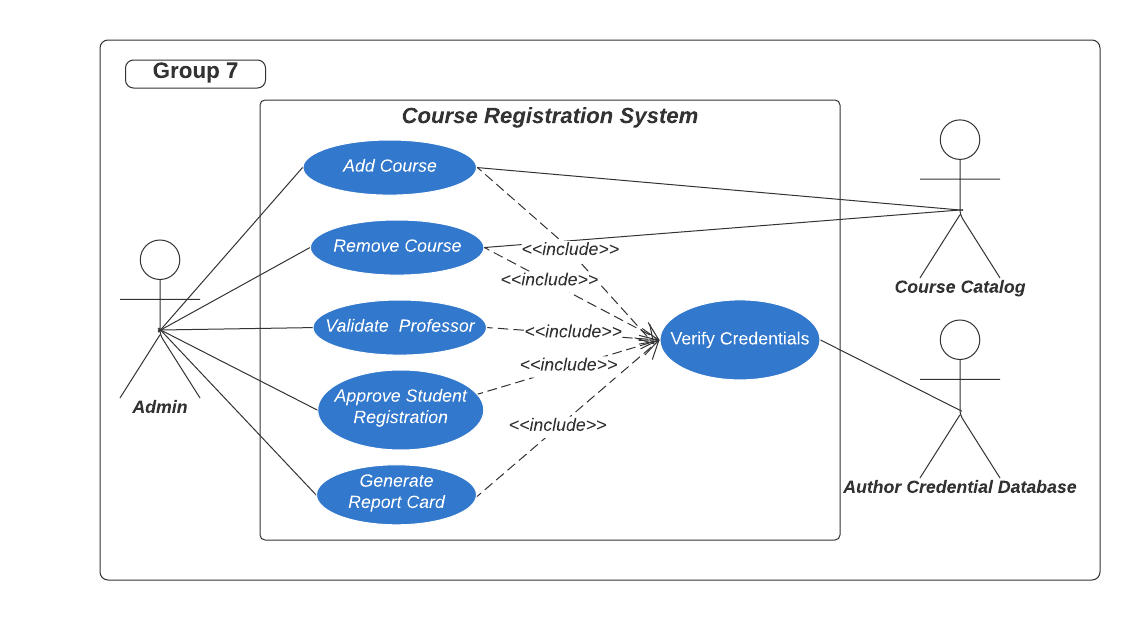 Group 7
Course Registration System
Add Course
Remove Course
<<include>>
<<include>>
Course Catalog
Validate  Professor
<<include>>
Verify Credentials
<<include>>
Admin
Approve Student
Registration
<<include>>
Generate
Report Card
Author Credential Database